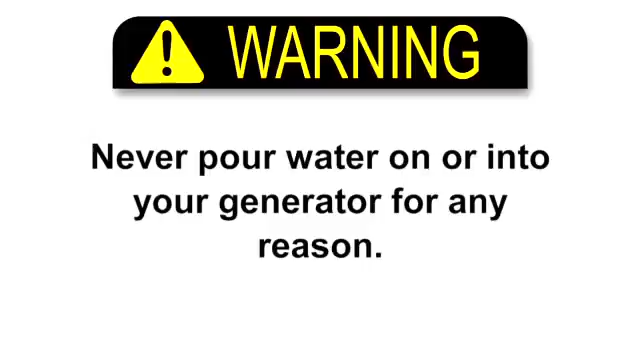 WARNING
Never pour water on or into
your generator for any
reason.